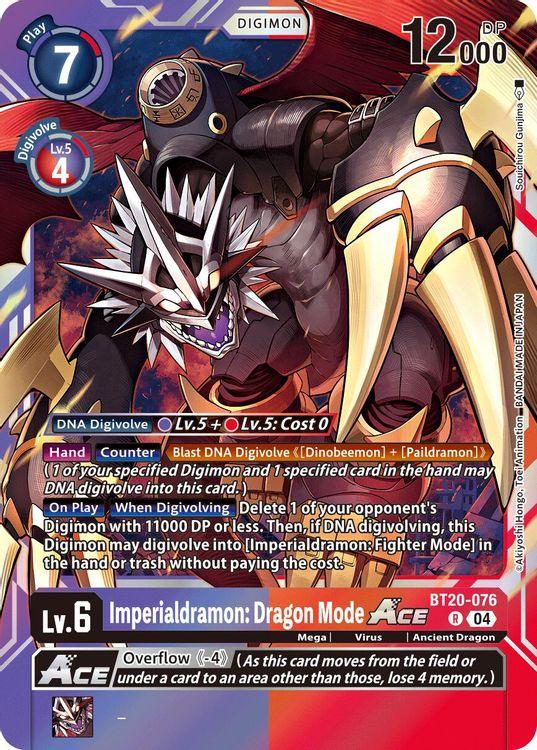 Play
7
DIGIMON
DP
12000
Digivolve
Lv.5
4
Souichirou Gunjima
©Akiyoshi Hongo, Toei Animation BANDAI MADE IN JAPAN
DNA Digivolve Lv.5 + Lv.5: Cost 0
Hand Counter Blast DNA Digivolve《[Dinobeemon] + [Paildramon]》
(1 of your specified Digimon and 1 specified card in the hand may
DNA digivolve into this card.)
On Play When Digivolving Delete 1 of your opponent's
Digimon with 11000 DP or less. Then, if DNA digivolving, this
Digimon may digivolve into [Imperialdramon: Fighter Mode] in
the hand or trash without paying the cost.
Lv.6 Imperialdramon: Dragon Mode ACE BT20-076
R 04
Mega | Virus | Ancient Dragon
ACE Overflow《-4》(As this card moves from the field or
under a card to an area other than those, lose 4 memory.)
–